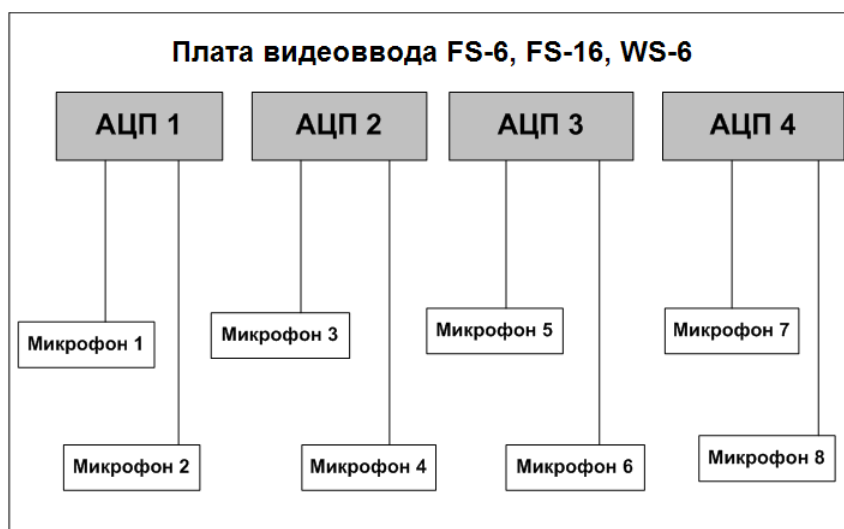 Плата видеоввода FS-6, FS-16, WS-6
АЦП 1
АЦП 2
АЦП 3
АЦП 4
Микрофон 1
Микрофон 3
Микрофон 5
Микрофон 7
Микрофон 2
Микрофон 4
Микрофон 6
Микрофон 8